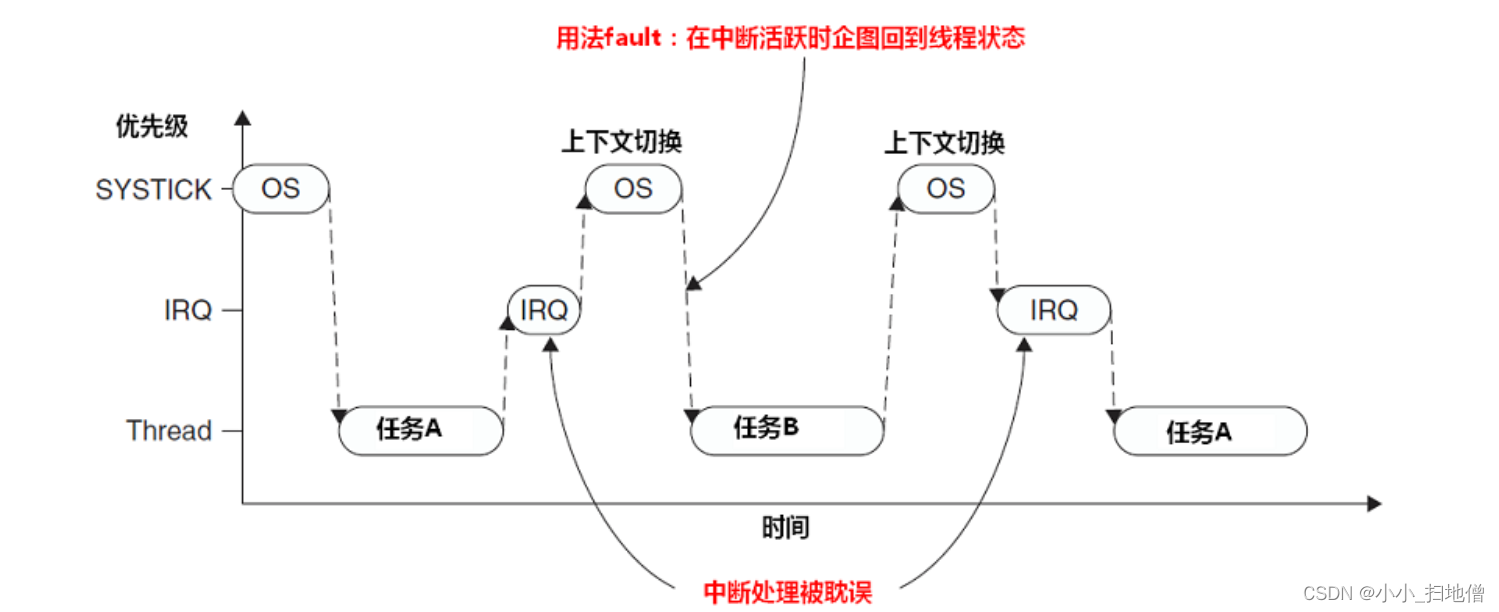 用法fault：在中断活跃时企图回到线程状态
优先级
上下文切换
上下文切换
SYSTICK
OS
OS
OS
IRQ
IRQ
IRQ
Thread
任务A
任务B
任务A
时间
中断处理被耽误
CSDN @小小_扫地僧